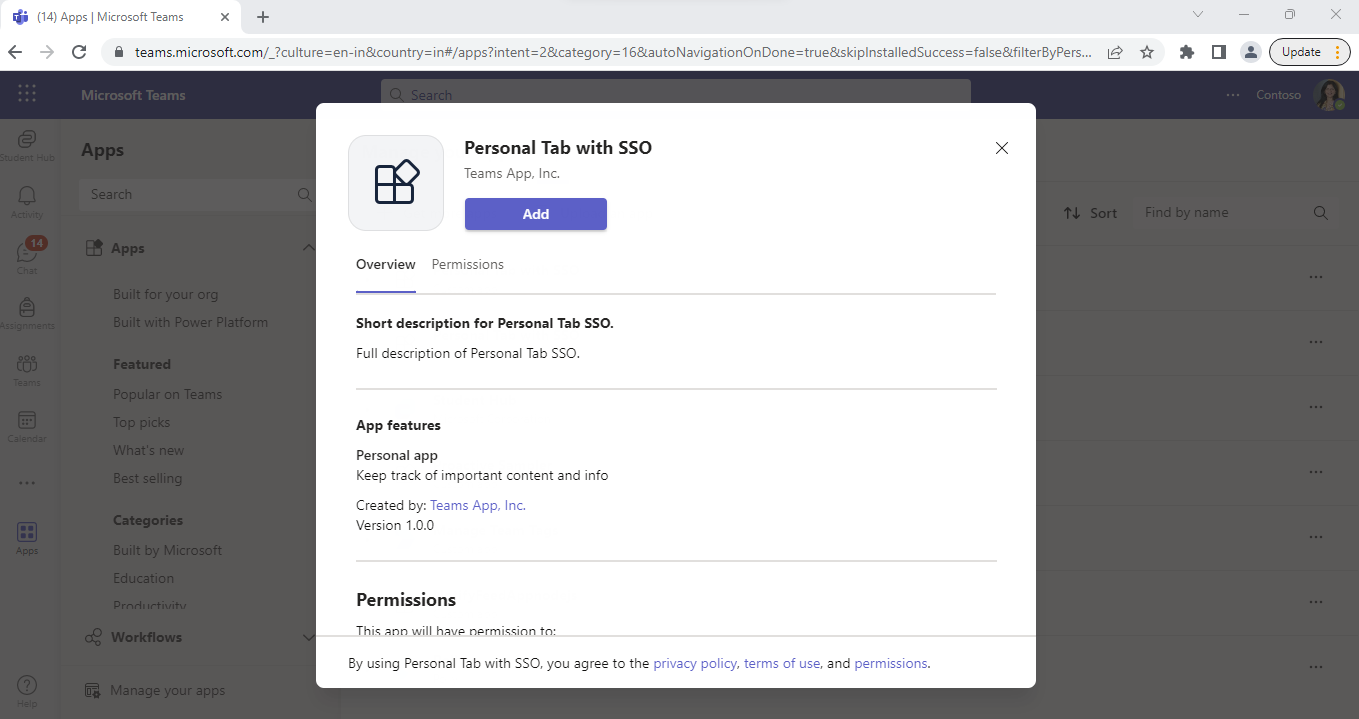 (14) Apps | Microsoft Teams
teams.microsoft.com/_?culture=en-in&country=in#/apps?intent=2&category=16&autoNavigationOnDone=true&skipInstalledSuccess=false&filterByPers...
Update
Microsoft Teams
Search
Contoso
Student Hub
Activity
14
Chat
Assignments
Teams
Calendar
Apps
Help
Apps
Search
Apps
Built for your org
Built with Power Platform
Featured
Popular on Teams
Top picks
What's new
Best selling
Categories
Built by Microsoft
Education
Productivity
Workflows
Manage your apps
Sort
Find by name
Personal Tab with SSO
Teams App, Inc.
Add
Overview Permissions
Short description for Personal Tab SSO.
Full description of Personal Tab SSO.
App features
Personal app
Keep track of important content and info
Created by: Teams App, Inc.
Version 1.0.0
Permissions
This app will have permission to:
By using Personal Tab with SSO, you agree to the privacy policy, terms of use, and permissions.